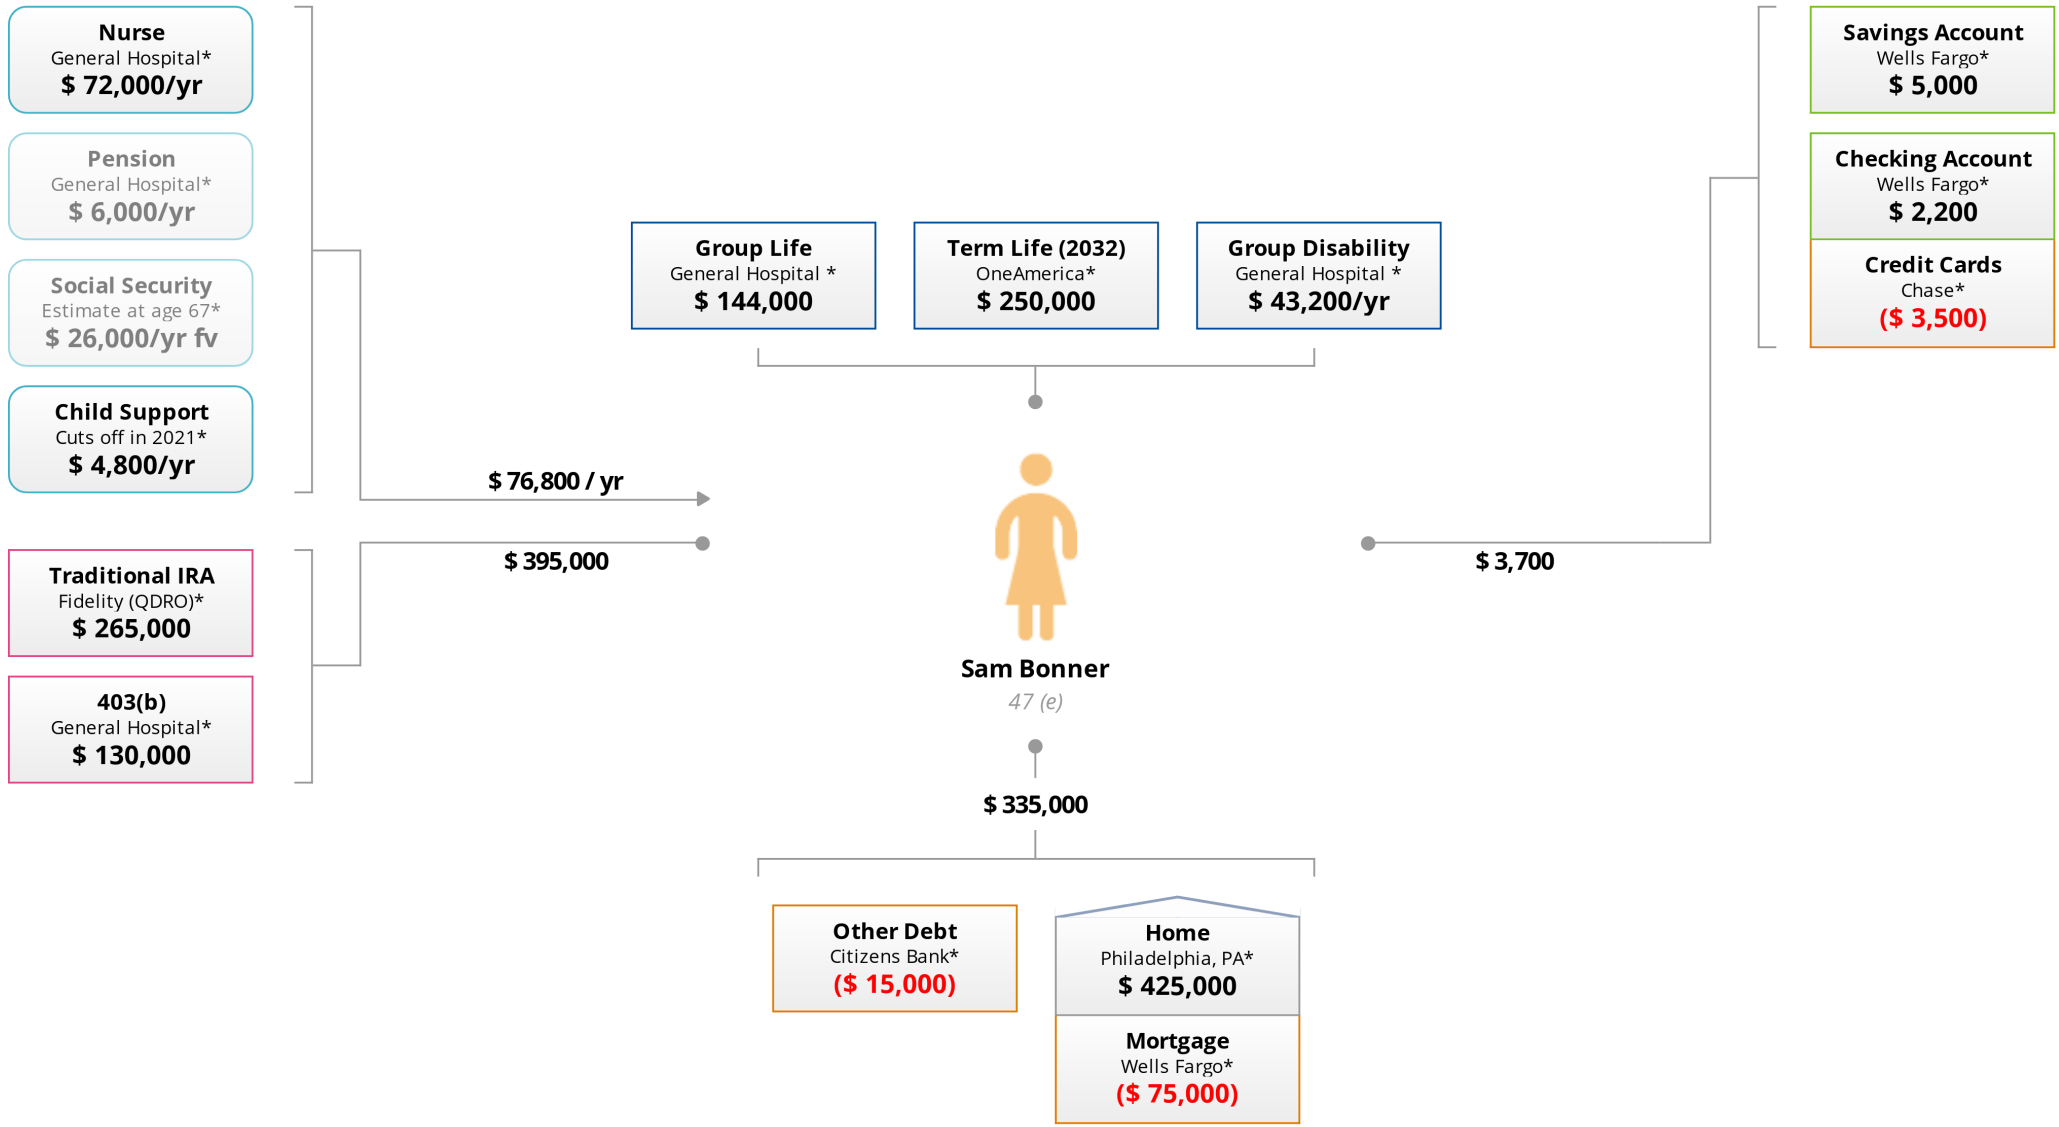 Nurse
General Hospital*
$ 72,000/yr
Pension
General Hospital*
$ 6,000/yr
Social Security
Estimate at age 67*
$ 26,000/yr fv
Child Support
Cuts off in 2021*
$ 4,800/yr
$ 76,800 / yr
Traditional IRA
Fidelity (QDRO)*
$ 265,000
403(b)
General Hospital*
$ 130,000
$ 395,000
Group Life
General Hospital *
$ 144,000
Term Life (2032)
OneAmerica*
$ 250,000
Group Disability
General Hospital *
$ 43,200/yr
Sam Bonner
47 (e)
Savings Account
Wells Fargo*
$ 5,000
Checking Account
Wells Fargo*
$ 2,200
Credit Cards
Chase*
($ 3,500)
$ 3,700
$ 335,000
Other Debt
Citizens Bank*
($ 15,000)
Home
Philadelphia, PA*
$ 425,000
Mortgage
Wells Fargo*
($ 75,000)